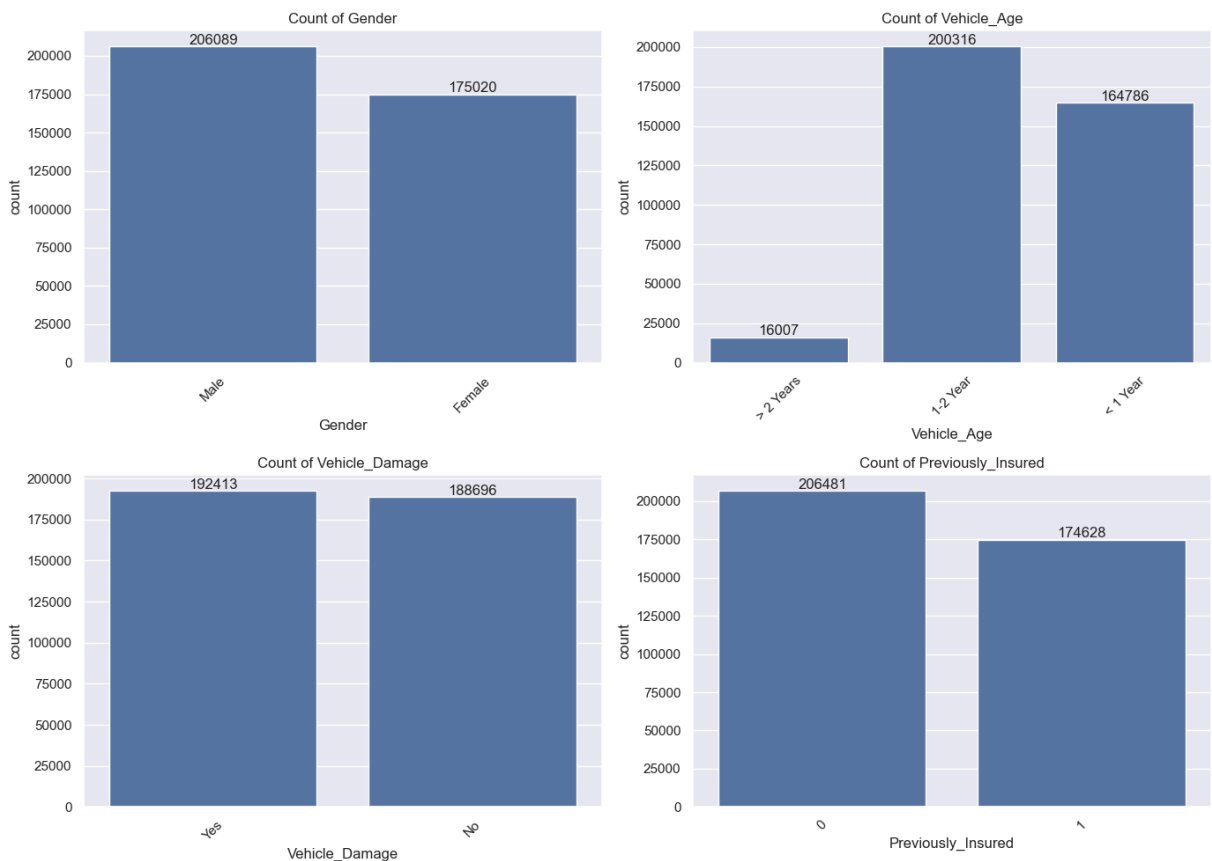 Count of Gender
206089
175020
200000
175000
150000
125000
100000
75000
50000
25000
0
count
Male
Female
Gender
Count of Vehicle_Age
200316
164786
16007
200000
175000
150000
125000
100000
75000
50000
25000
0
count
> 2 Years
1-2 Year
< 1 Year
Vehicle_Age
Count of Vehicle_Damage
192413
188696
200000
175000
150000
125000
100000
75000
50000
25000
0
count
Yes
No
Vehicle_Damage
Count of Previously_Insured
206481
174628
200000
175000
150000
125000
100000
75000
50000
25000
0
count
0
1
Previously_Insured